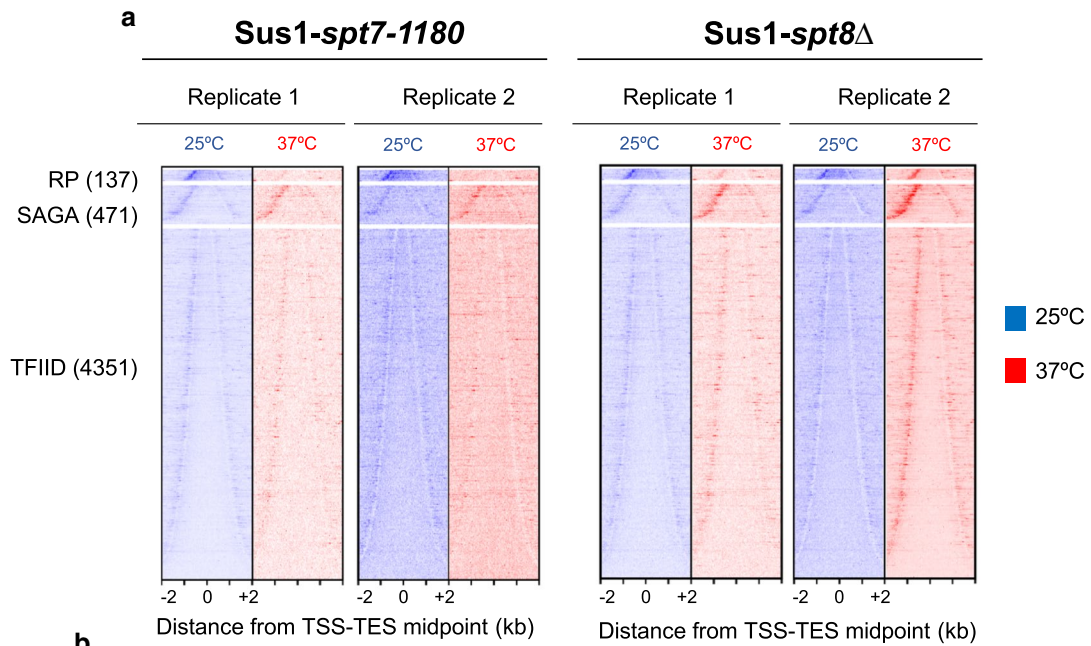 a
Sus1-spt7-1180 Sus1-spt8Δ
Replicate 1 Replicate 2 Replicate 1 Replicate 2
25ºC 37ºC 25ºC 37ºC 25ºC 37ºC 25ºC 37ºC
RP (137)
SAGA (471)
25ºC
TFIID (4351)
37ºC
-2 0 +2 -2 0 +2 -2 0 +2 -2 0 +2
Distance from TSS-TES midpoint (kb) Distance from TSS-TES midpoint (kb)
b